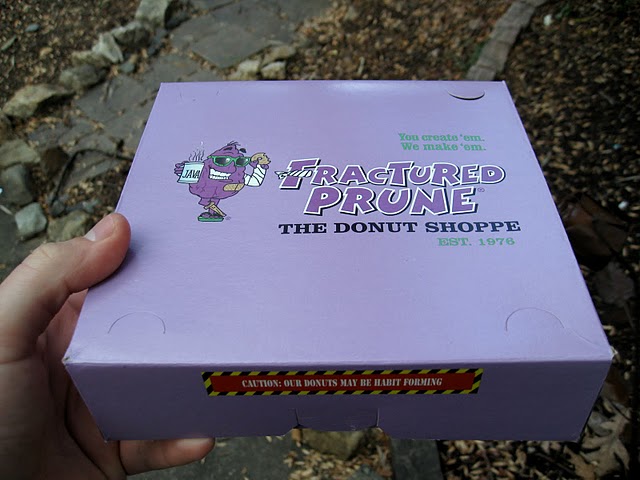 You create 'em.
We make 'em.
JAVA
the FRACTURED
PRUNE
THE DONUT SHOPPE
EST. 1976
CAUTION: OUR DONUTS MAY BE HABIT FORMING